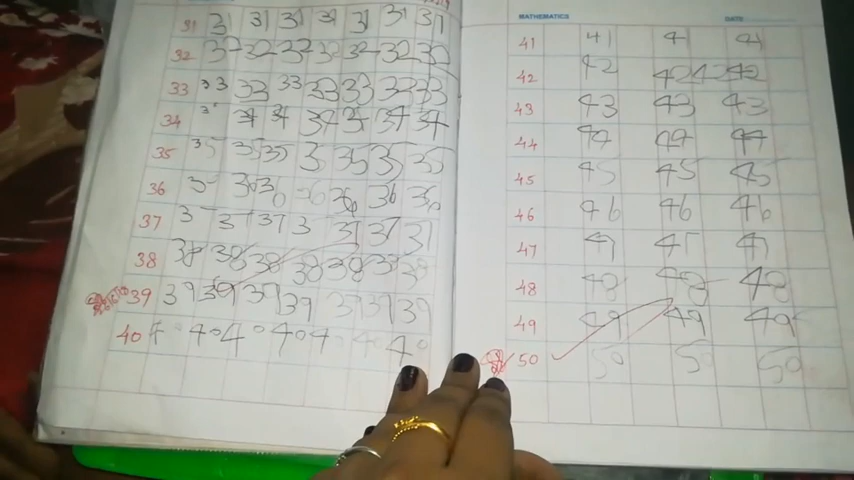 31 31 31 31 31 31 31 31
32 32 32 32 32 32 32 32
33 33 33 33 33 33 33 33
34 34 34 34 34 34 34
35 35 35 35 35 35 35 35
36 3 36 36 36 36 36 36
37 3 37 37 3 37 37 37
38 38 38 38 38 38 38 38
39 39 39 39 39 39 39 39
40 40 40 40 40 40 40 40
MATHEMATICS DATE
41 41 41 41
42 42 42 42 42
43 43 43 43
44 44 44 44
45 45 45 45
46 46 46 46
47 47 47 47
48 48 48 48
49 49 49 49
50 50 50 50